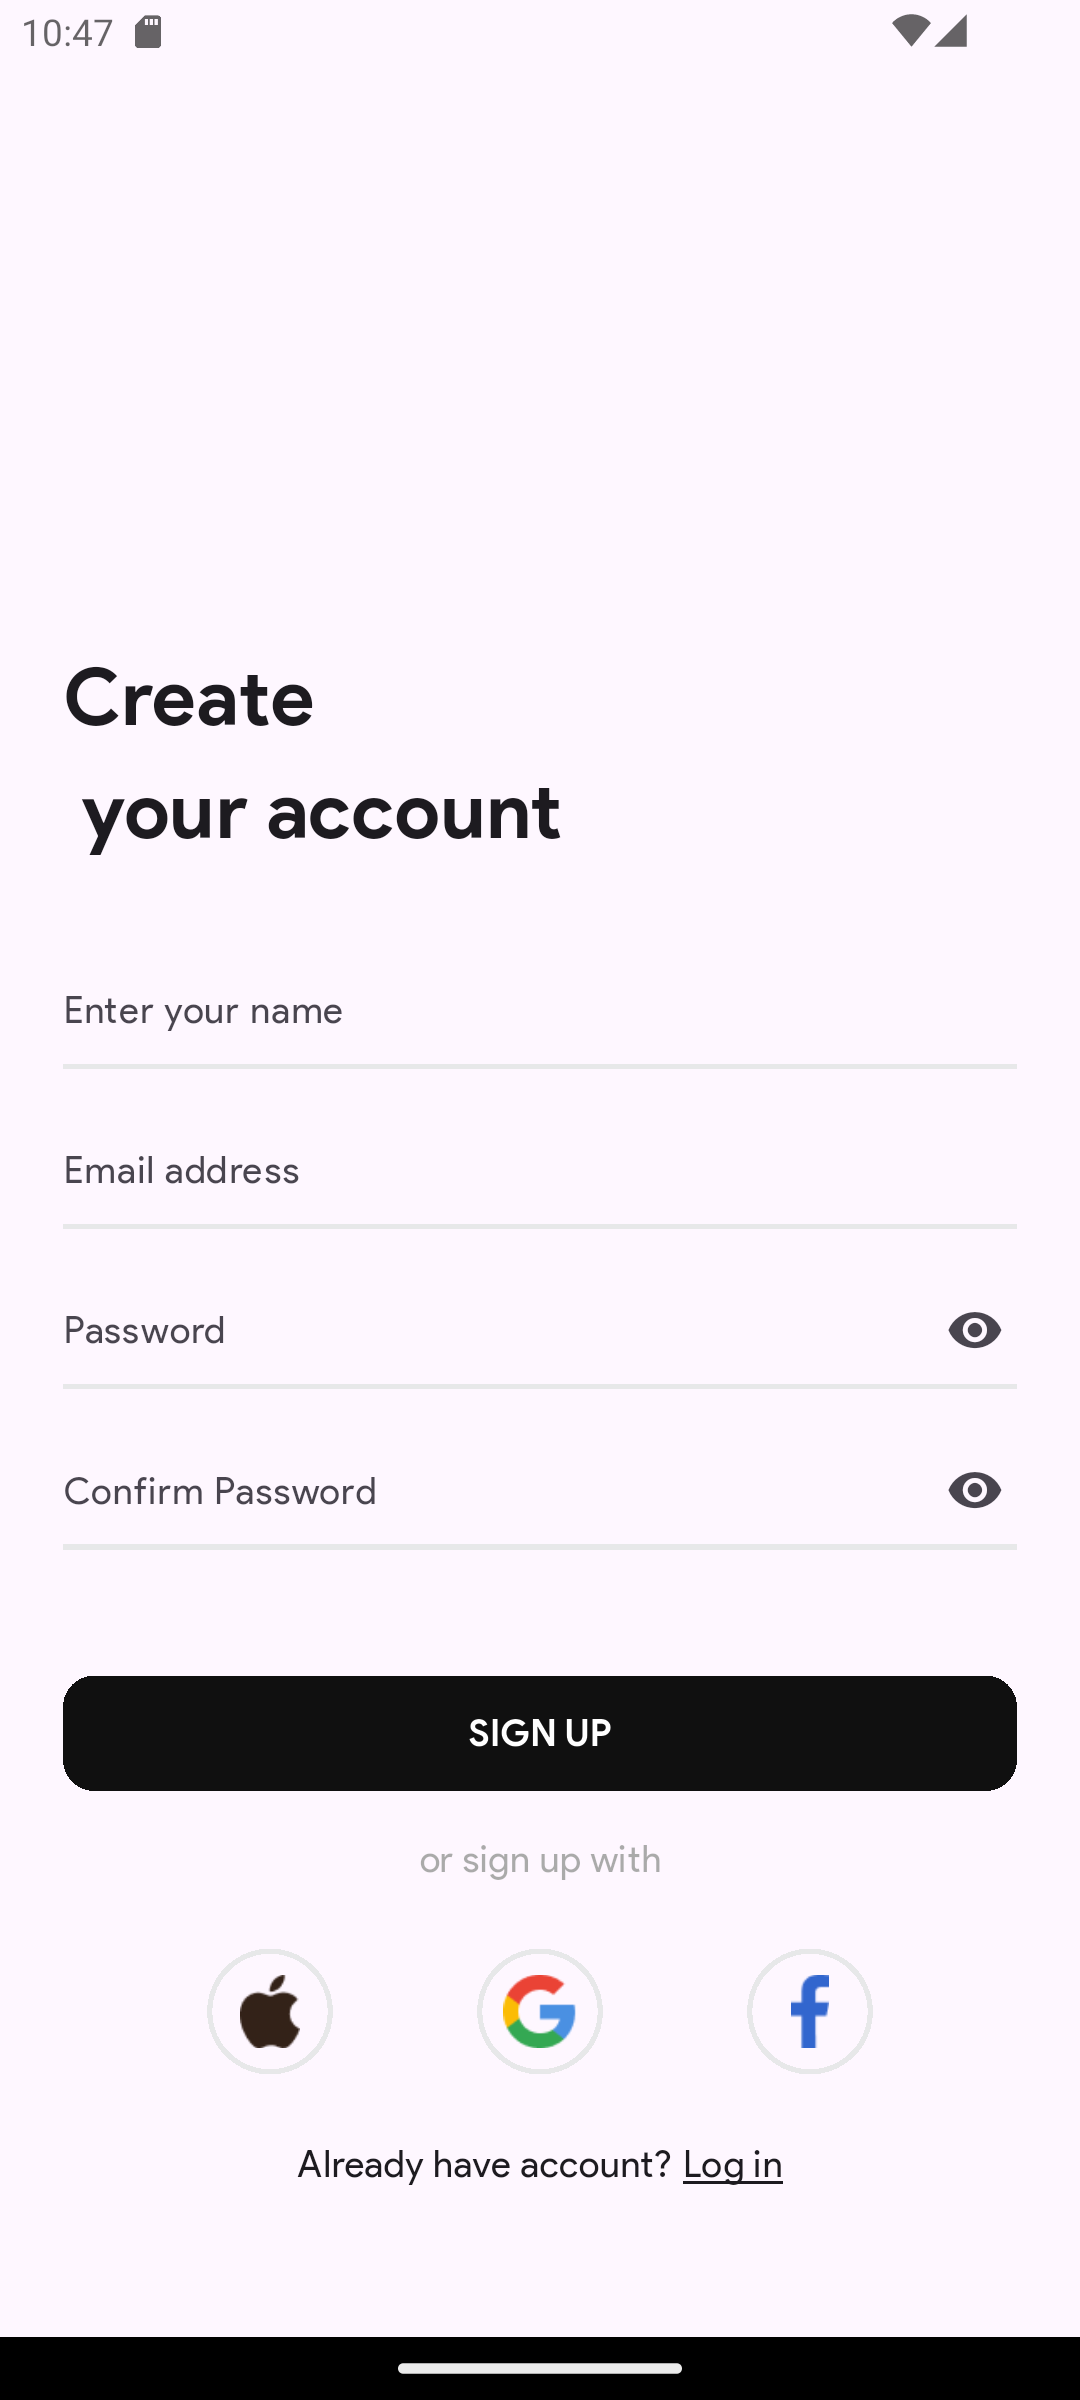 10:47
Create
your account
Enter your name
Email address
Password
Confirm Password
SIGN UP
or sign up with
Already have account? Log in